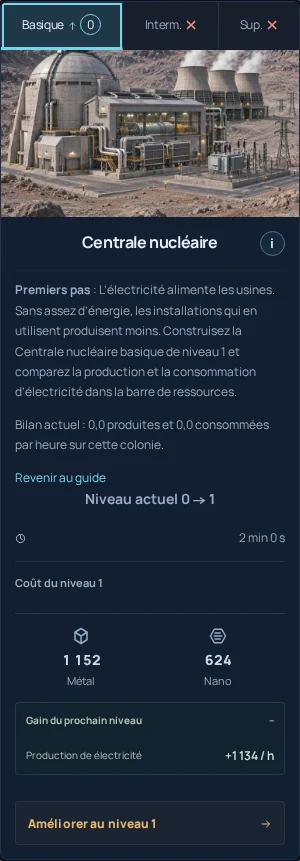 Basique ↑ 0 Interm. ✕ Sup. ✕
Centrale nucléaire i
Premiers pas : L'électricité alimente les usines.
Sans assez d'énergie, les installations qui en
utilisent produisent moins. Construisez la
Centrale nucléaire basique de niveau 1 et
comparez la production et la consommation
d'électricité dans la barre de ressources.
Bilan actuel : 0,0 produites et 0,0 consommées
par heure sur cette colonie.
Revenir au guide
Niveau actuel 0 → 1
2 min 0 s
Coût du niveau 1
1 152 624
Métal Nano
Gain du prochain niveau –
Production de électricité +1 134 / h
Améliorer au niveau 1 →